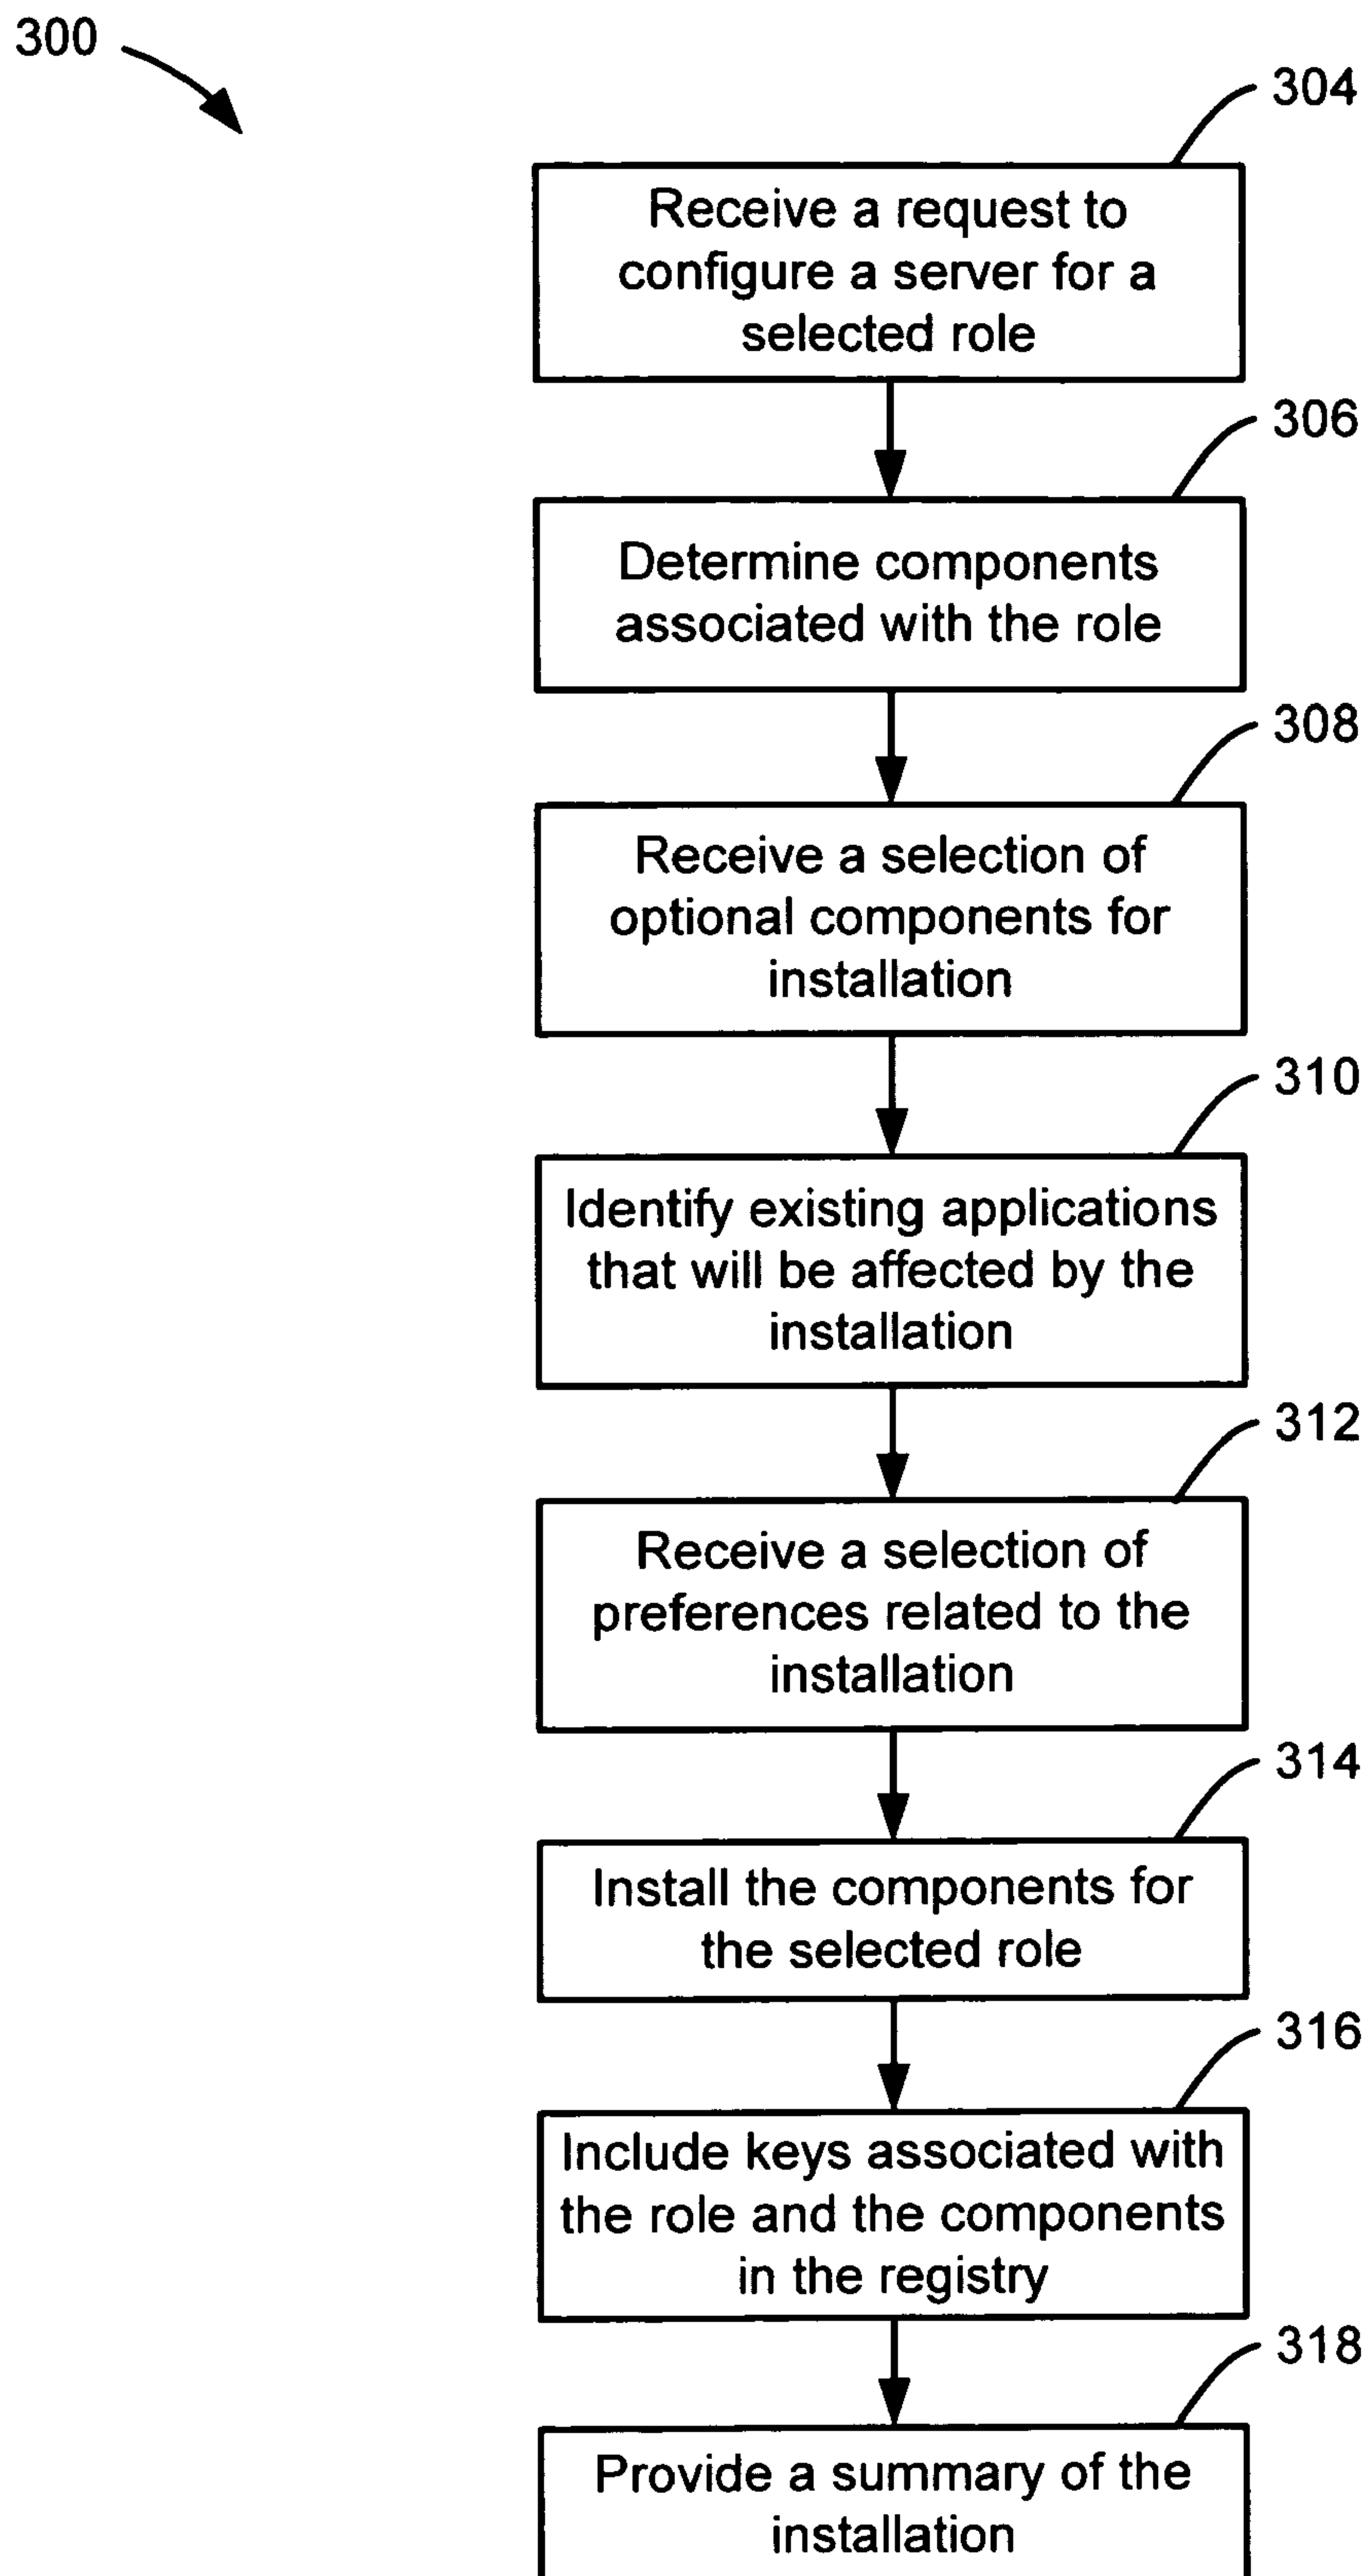 300
304
Receive a request to
configure a server for a
selected role
306
Determine components
associated with the role
308
Receive a selection of
optional components for
installation
310
Identify existing applications
that will be affected by the
installation
312
Receive a selection of
preferences related to the
installation
314
Install the components for
the selected role
316
Include keys associated with
the role and the components
in the registry
318
Provide a summary of the
installation